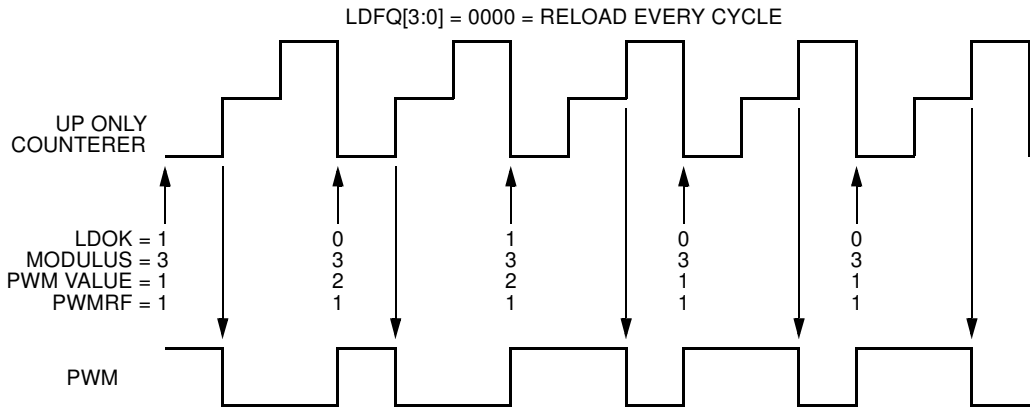 LDFQ[3:0] = 0000 = RELOAD EVERY CYCLE
UP ONLY
COUNTERER
LDOK = 1 0 1 0 0
MODULUS = 3 3 3 3 3
PWM VALUE = 1 2 2 1 1
PWMRF = 1 1 1 1 1
PWM